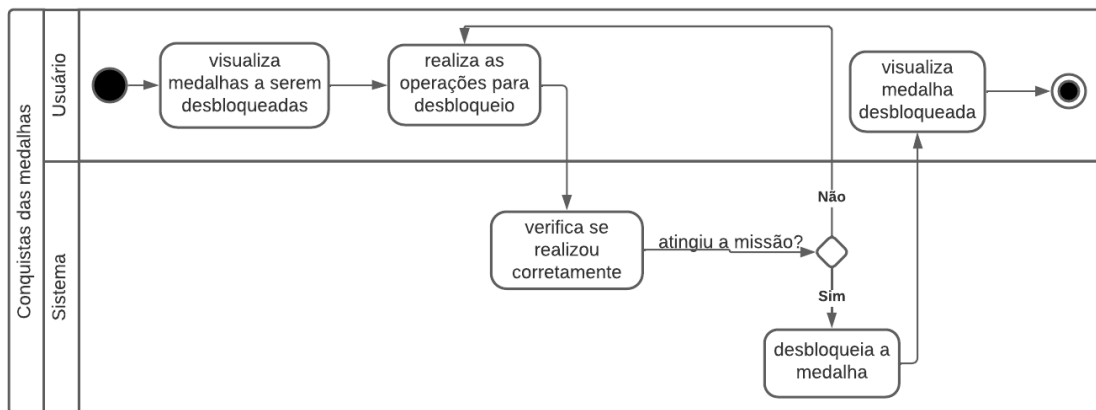 Conquistas das medalhas
Usuário
visualiza
medalhas a serem
desbloqueadas
realiza as
operações para
desbloqueio
visualiza
medalha
desbloqueada
Sistema
verifica se
realizou
corretamente
atingiu a missão?
Não
Sim
desbloqueia a
medalha